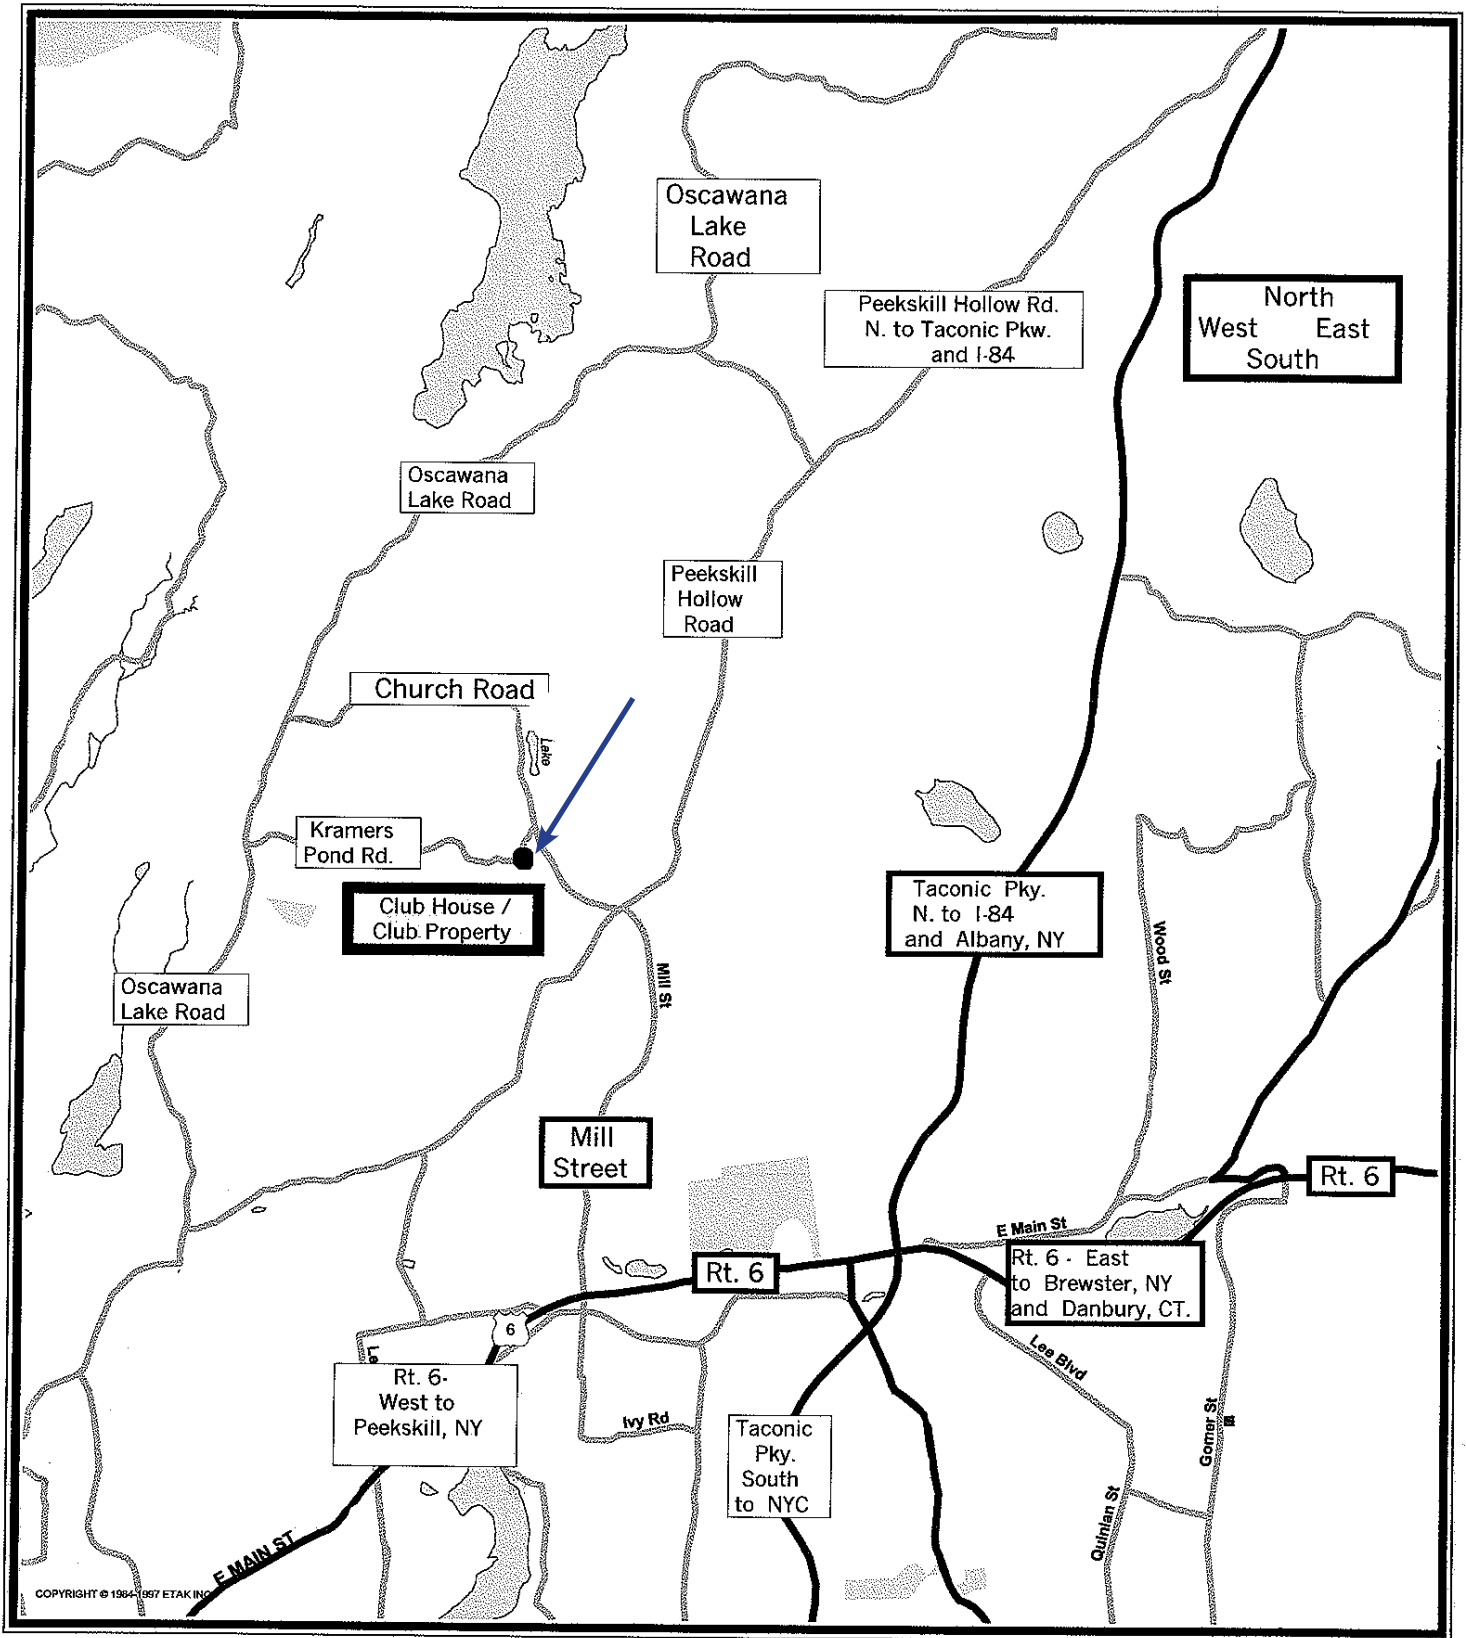 Oscawana
Lake
Road
Peekskill Hollow Rd.
N. to Taconic Pkw.
and I-84
North
West East
South
Oscawana
Lake Road
Peekskill
Hollow
Road
Church Road
Lake
Kramers
Pond Rd.
Club House /
Club Property
Taconic Pky.
N. to I-84
and Albany, NY
Wood St
Mill St
Oscawana
Lake Road
Mill
Street
Rt. 6
E Main St
Rt. 6
Rt. 6 - East
to Brewster, NY
and Danbury, CT.
6
Le
Rt. 6-
West to
Peekskill, NY
Lee Blvd
Ivy Rd
Gomer St
Taconic
Pky.
South
to NYC
Quinlan St
E MAIN ST
COPYRIGHT © 1984-1997 ETAK INC